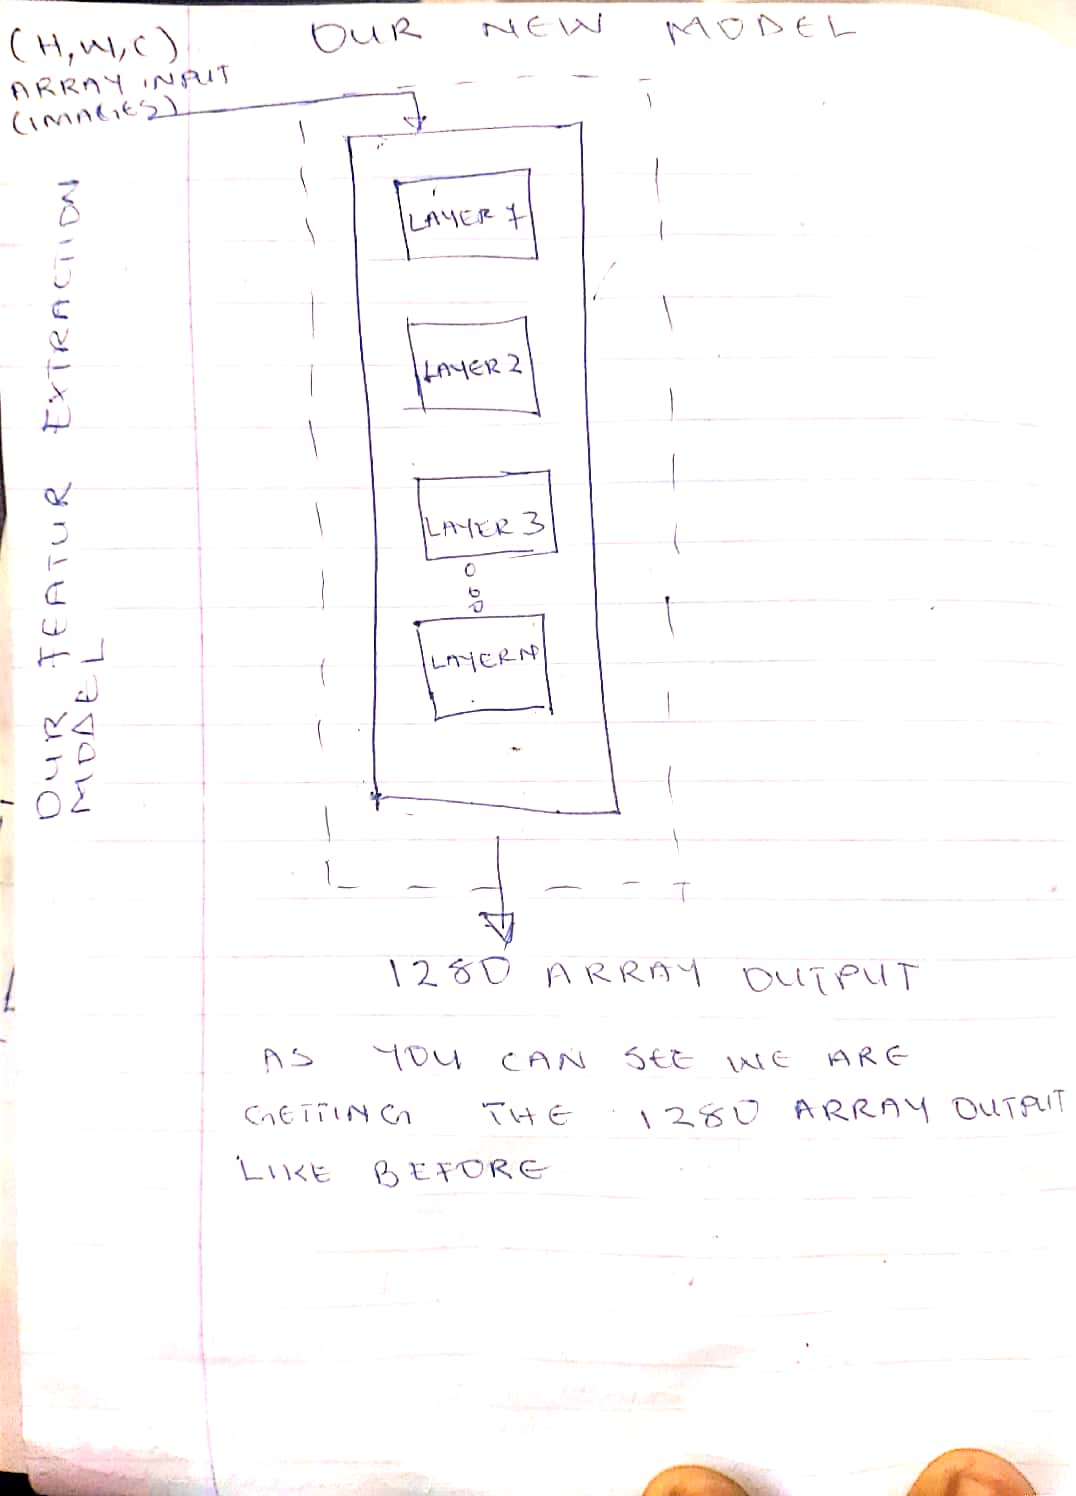 (H,W,C)
ARRAY INPUT
(IMAGES)
OUR NEW MODEL
OUR FEATUR EXTRACTION
MODEL
LAYER 1
LAYER 2
LAYER 3
LAYER N
1280 ARRAY OUTPUT
AS YOU CAN SEE WE ARE
GETTING THE 1280 ARRAY OUTPUT
LIKE BEFORE